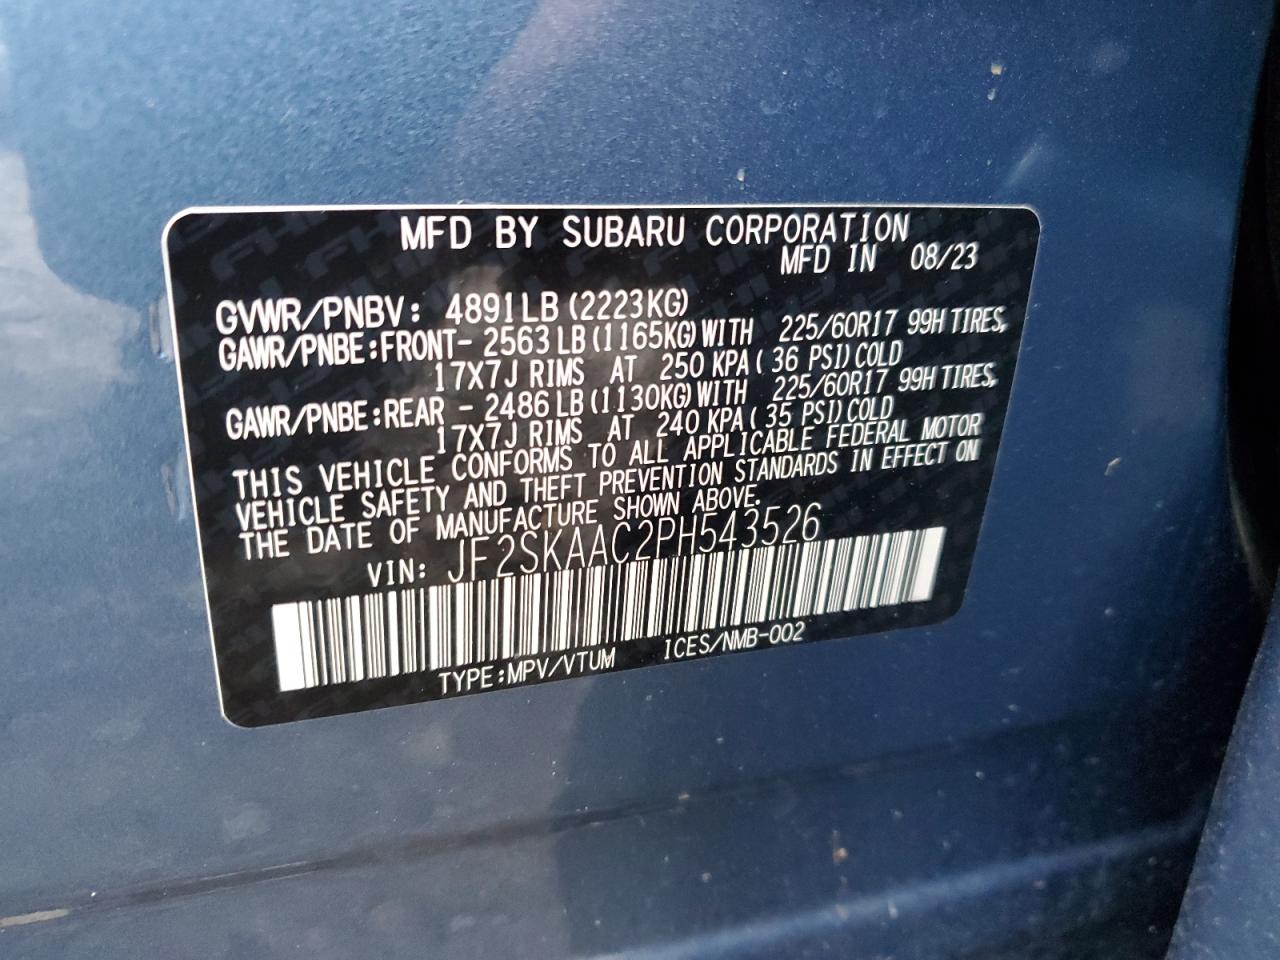 MFD BY SUBARU CORPORATION
MFD IN 08/23
GVWR/PNBV: 4891LB (2223KG)
GAWR/PNBE:FRONT- 2563 LB (1165KG) WITH 225/60R17 99H TIRES,
17X7J RIMS AT 250 KPA ( 36 PSI) COLD
GAWR/PNBE:REAR - 2486 LB (1130KG) WITH 225/60R17 99H TIRES,
17X7J RIMS AT 240 KPA ( 35 PSI) COLD
THIS VEHICLE CONFORMS TO ALL APPLICABLE FEDERAL MOTOR
VEHICLE SAFETY AND THEFT PREVENTION STANDARDS IN EFFECT ON
THE DATE OF MANUFACTURE SHOWN ABOVE.
VIN: JF2SKAAC2PH543526
TYPE:MPV/VTUM ICES/NMB-002